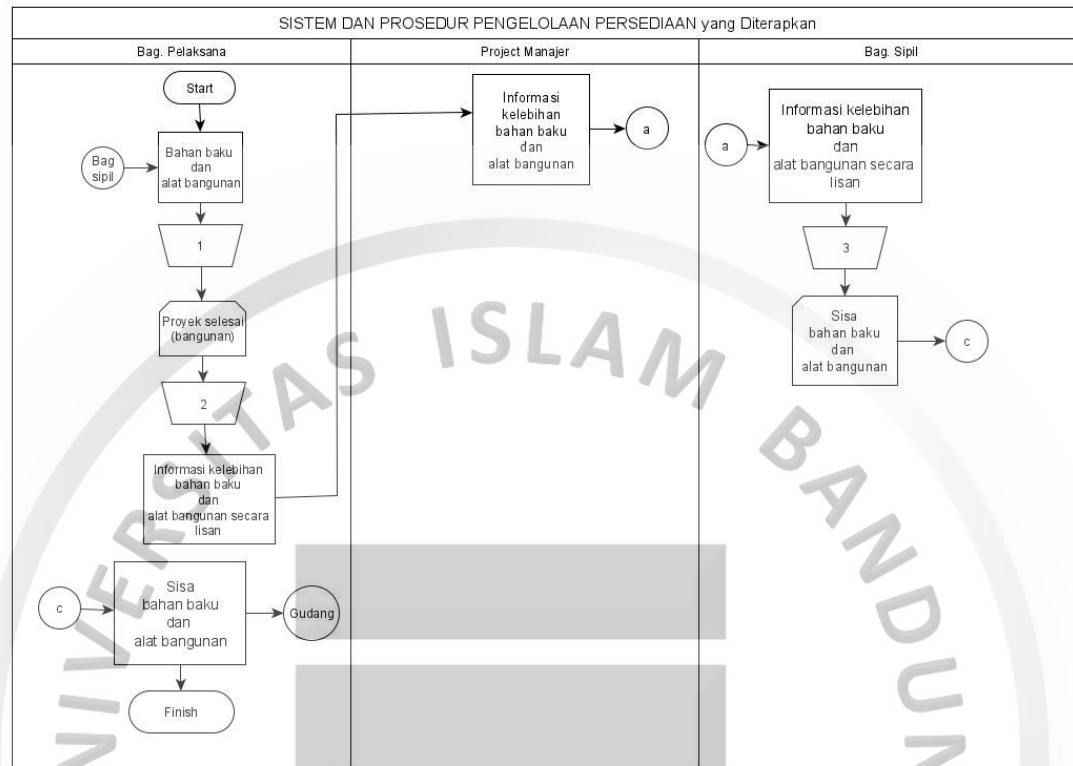 SISTEM DAN PROSEDUR PENGELOLAAN PERSEDIAAN yang Diterapkan
Bag. Pelaksana
Project Manajer
Bag. Sipil
Start
Bag
sipil
Bahan baku
dan
alat bangunan
1
Proyek selesai
(bangunan)
2
Informasi kelebihan
bahan baku
dan
alat bangunan secara
lisan
c
Sisa
bahan baku
dan
alat bangunan
Gudang
Finish
Informasi
kelebihan
bahan baku
dan
alat bangunan
a
a
Informasi kelebihan
bahan baku
dan
alat bangunan secara
lisan
3
Sisa
bahan baku
dan
alat bangunan
c
NIVERSITAS ISLAM BANDUN